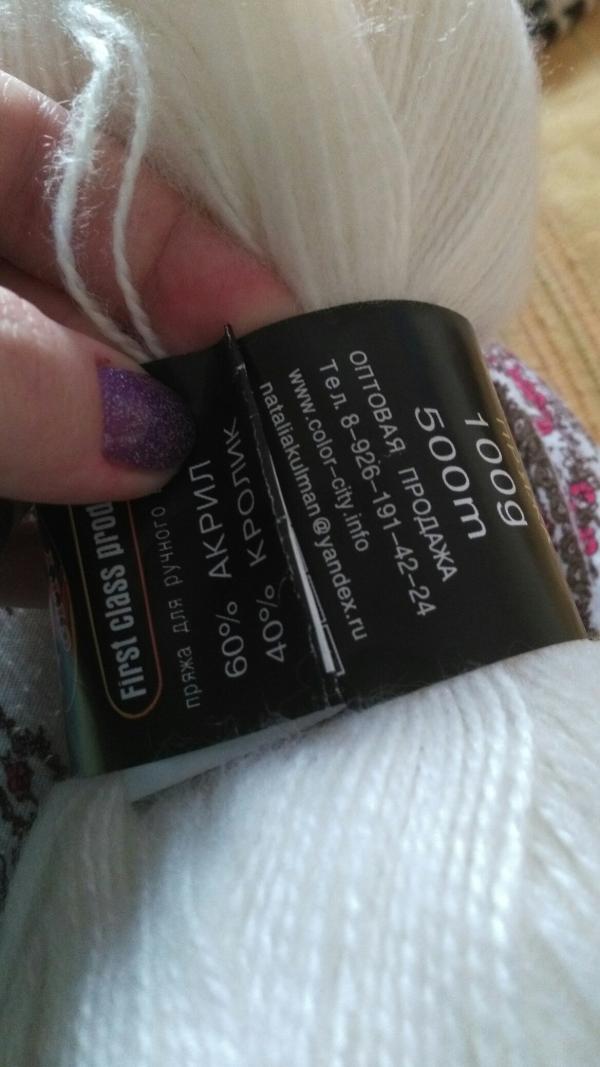 First class
пряжа для ручного
60% АКРИЛ
40% КРОЛИК
nataliakulman@yandex.ru
www.color-city.info
Тел. 8-926-191-42-24
ОПТОВАЯ ПРОДАЖА
500m
100g